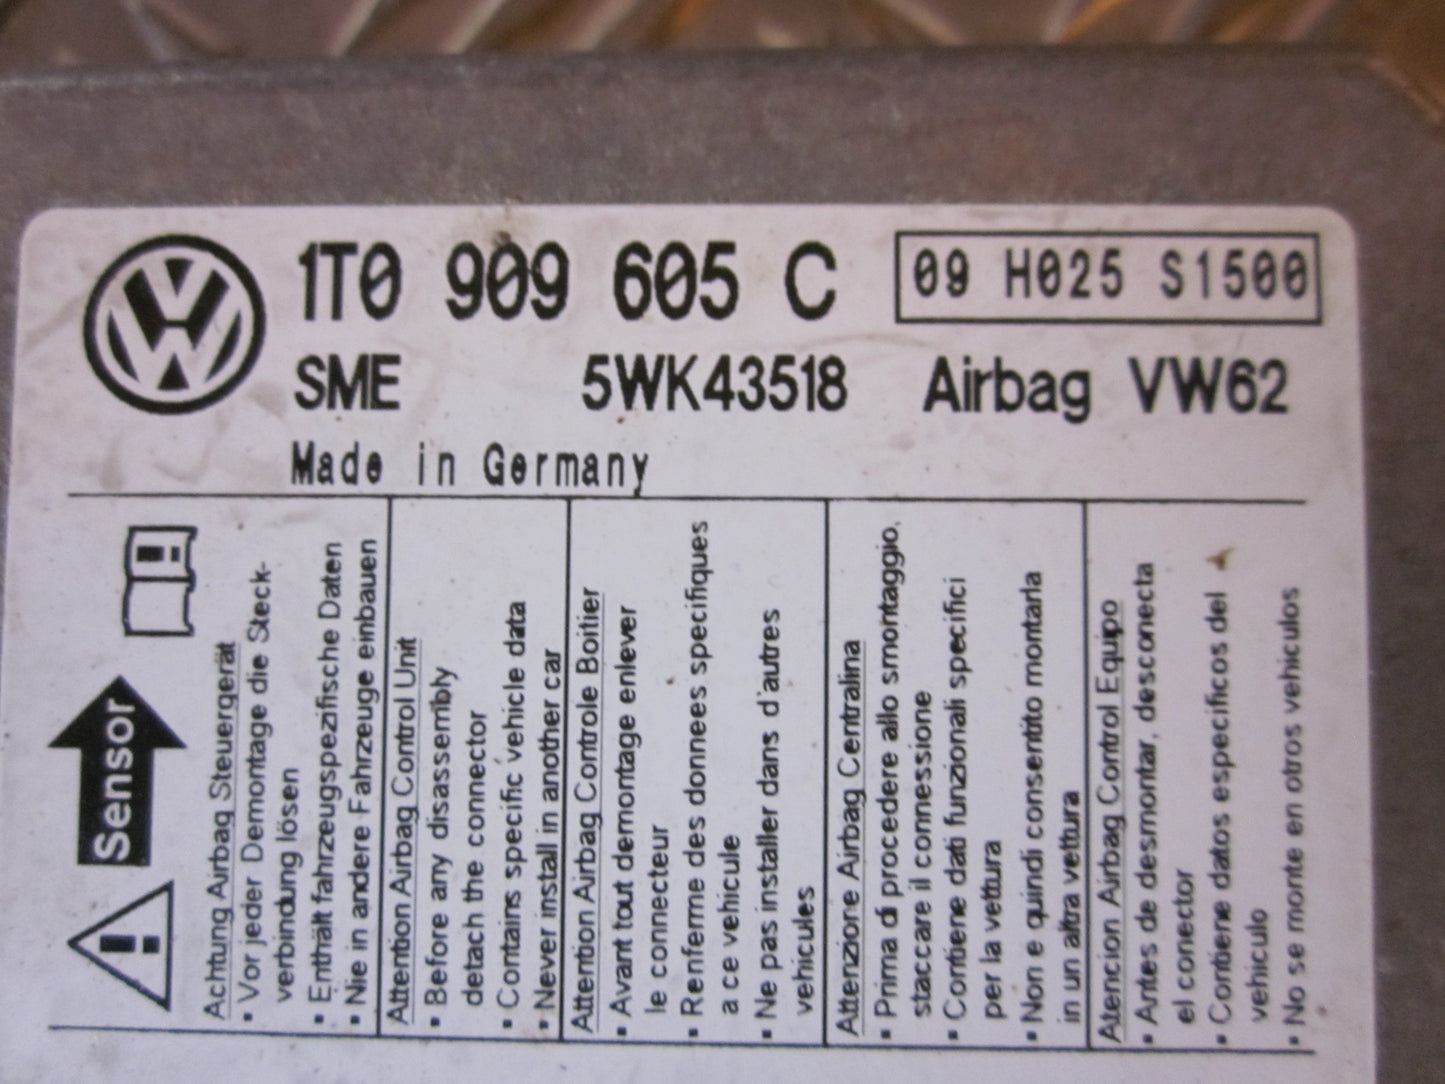 1T0 909 605 C
09 H025 S1500
SME 5WK43518 Airbag VW62
Made in Germany
Sensor
Achtung Airbag Steuergerät
• Vor jeder Demontage die Steck-
verbindung lösen
• Enthält fahrzeugspezifische Daten
• Nie in andere Fahrzeuge einbauen
Attention Airbag Control Unit
• Before any disassembly
detach the connector
• Contains specific vehicle data
• Never install in another car
Attention Airbag Controle Boitier
• Avant tout demontage enlever
le connecteur
• Renferme des donnees specifiques
a ce vehicule
• Ne pas installer dans d'autres
vehicules
Attenzione Airbag Centralina
• Prima di procedere allo smontaggio,
staccare il connessione
• Contiene dati funzionali specifici
per la vettura
• Non e quindi consentito montarla
in un altra vettura
Atencion Airbag Control Equipo
• Antes de desmontar, desconecta
el conector
• Contiene datos especificos del
vehiculo
• No se monte en otros vehiculos